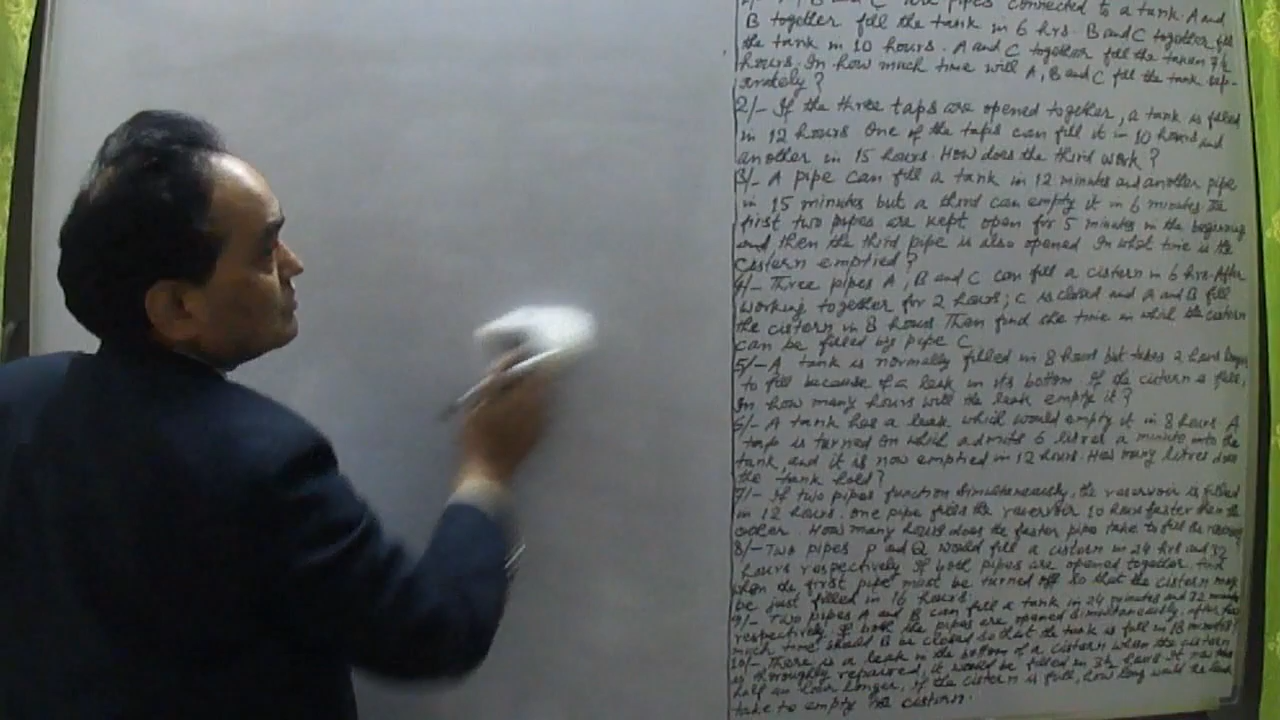 B and C are pipes connected to a tank. A and
B together fill the tank in 6 hrs. B and C together fill
the tank in 10 hours. A and C together fill the tank in 7½
hours. In how much time will A, B and C fill the tank sep-
arately?
2/- If the three taps are opened together, a tank is filled
in 12 hours One of the taps can fill it in 10 hours and
another in 15 hours. How does the third work?
3/- A pipe can fill a tank in 12 minutes and another pipe
in 15 minutes but a third can empty it in 6 minutes The
first two pipes are kept open for 5 minutes in the beginning
and then the third pipe is also opened In what time is the
cistern emptied?
4/- Three pipes A, B and C can fill a cistern in 6 hrs. After
working together for 2 hours; C is closed and A and B fill
the cistern in 8 hours Then find the time in which the cistern
can be filled by pipe C
5/- A tank is normally filled in 8 hours but takes 2 hours longer
to fill because of a leak in its bottom If the cistern is full,
In how many hours will the leak empty it?
6/- A tank has a leak which would empty it in 8 hours. A
tap is turned on which admits 6 litres a minute into the
tank, and it is now emptied in 12 hours. How many litres does
the tank hold?
7/- If two pipes function simultaneously, the reservoir is filled
in 12 hours. One pipe fills the reservoir 10 hours faster than the
other. How many hours does the faster pipe take to fill the reservoir
8/- Two pipes P and Q would fill a cistern in 24 hrs and 32
hours respectively If both pipes are opened together, find
when the first pipe must be turned off so that the cistern may
be just filled in 16 hours.
9/- Two pipes A and B can fill a tank in 24 minutes and 32 minutes
respectively. If both the pipes are opened simultaneously, after how
much time should B be closed so that the tank is full in 18 minutes?
10/- There is a leak in the bottom of a cistern when the cistern
is thoroughly repaired, it would be filled in 3½ hours It now takes
half an hour longer. If the cistern is full, how long would the leak
take to empty the cistern.